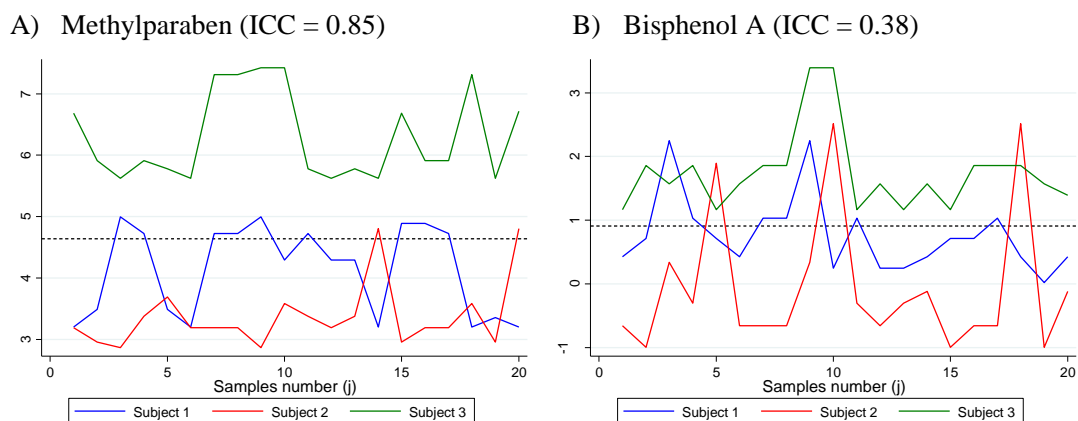 A) Methylparaben (ICC = 0.85)
7
6
5
4
3
0 5 10 15 20
Samples number (j)
Subject 1 Subject 2 Subject 3
B) Bisphenol A (ICC = 0.38)
3
2
1
0
-1
0 5 10 15 20
Samples number (j)
Subject 1 Subject 2 Subject 3